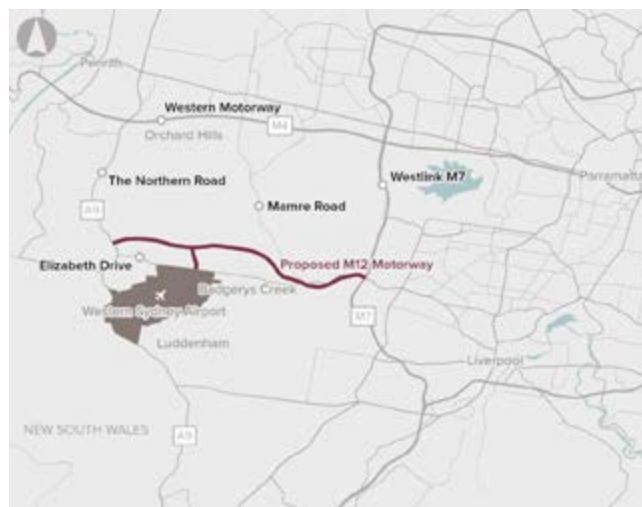 Penrith
Western Motorway
Orchard Hills
M4
The Northern Road
Westlink M7
Parramatta
Mamre Road
A9
Elizabeth Drive
Proposed M12 Motorway
Badgerys Creek
Western Sydney Airport
M7
Luddenham
Liverpool
NEW SOUTH WALES
A9